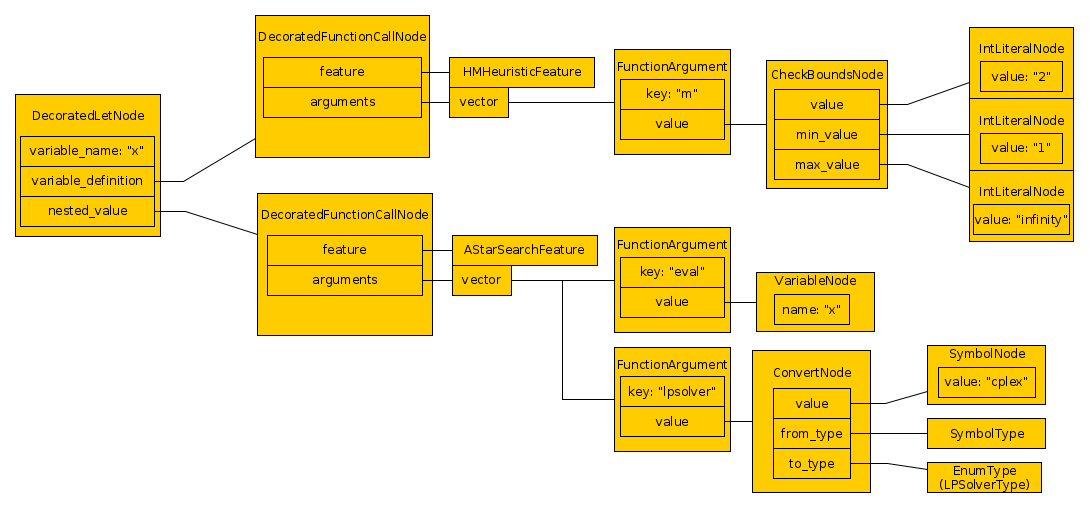 DecoratedLetNode
variable_name: "x"
variable_definition
nested_value
DecoratedFunctionCallNode
feature
arguments
HMHeuristicFeature
vector
FunctionArgument
key: "m"
value
CheckBoundsNode
value
min_value
max_value
IntLiteralNode
value: "2"
IntLiteralNode
value: "1"
IntLiteralNode
value: "infinity"
DecoratedFunctionCallNode
feature
arguments
AStarSearchFeature
vector
FunctionArgument
key: "eval"
value
VariableNode
name: "x"
FunctionArgument
key: "lpsolver"
value
ConvertNode
value
from_type
to_type
SymbolNode
value: "cplex"
SymbolType
EnumType
(LPSolverType)